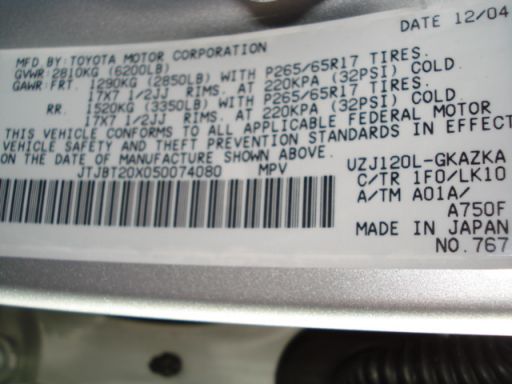 DATE 12/04
MFD.BY:TOYOTA MOTOR CORPORATION
GVWR:2810KG(6200LB)
GAWR:FRT. 1290KG (2850LB) WITH P265/65R17 TIRES.
17X7 1/2JJ RIMS. AT 220KPA (32PSI) COLD.
RR. 1520KG (3350LB) WITH P265/65R17 TIRES.
17X7 1/2JJ RIMS. AT 220KPA (32PSI) COLD
THIS VEHICLE CONFORMS TO ALL APPLICABLE FEDERAL MOTOR
VEHICLE SAFETY AND THEFT PREVENTION STANDARDS IN EFFECT
DATE OF MANUFACTURE SHOWN ABOVE.
JTJBT20X050074080 MPV
UZJ120L-GKAZKA
C/TR 1F0/LK10
A/TM A01A/
A750F
MADE IN JAPAN
NO.767